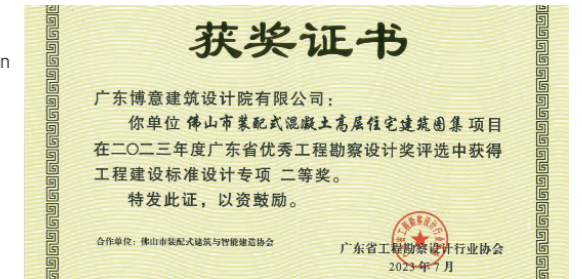 获奖证书
n
广东博意建筑设计院有限公司：
你单位 佛山市装配式混凝土高层住宅建筑图集 项目
在二〇二三年度广东省优秀工程勘察设计奖评选中获得
工程建设标准设计专项 二等奖。
特发此证，以资鼓励。
合作单位：佛山市装配式建筑与智能建造协会
广东省工程勘察设计行业协会
2023年7月